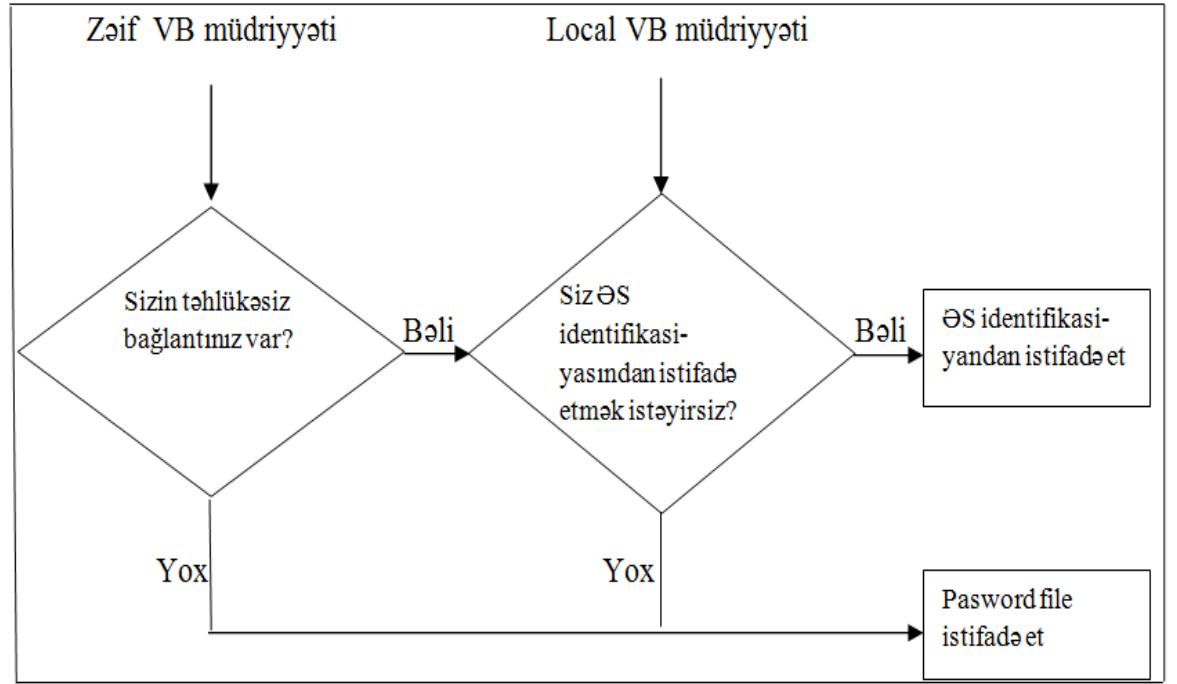 Zəif VB müdriyyəti
Local VB müdriyyəti
Sizin təhlükəsiz
bağlantınız var?
Bəli
Siz ƏS
identifikasi-
yasından istifadə
etmək istəyirsiz?
Bəli
ƏS identifikasi-
yandan istifadə et
Yox
Yox
Pasword file
istifadə et